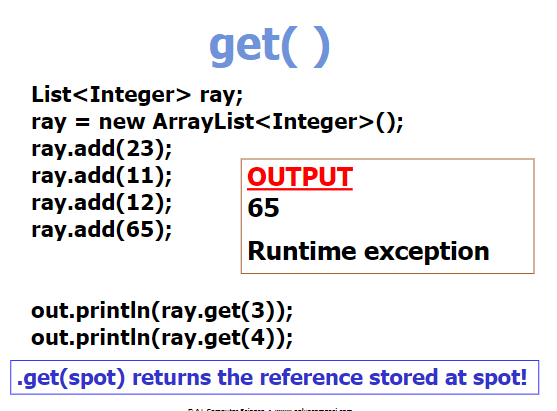 get( )
List<Integer> ray;
ray = new ArrayList<Integer>();
ray.add(23);
ray.add(11);
ray.add(12);
ray.add(65);
OUTPUT
65
Runtime exception
out.println(ray.get(3));
out.println(ray.get(4));
.get(spot) returns the reference stored at spot!